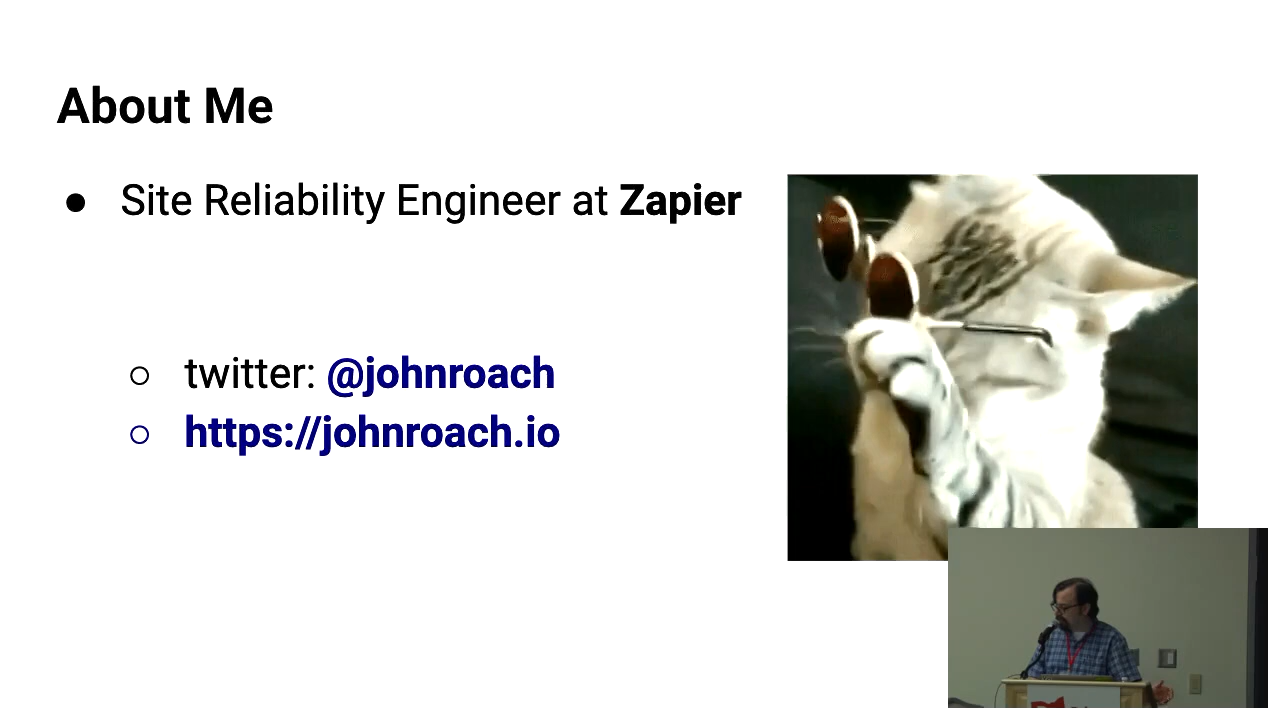 About Me
● Site Reliability Engineer at Zapier
○ twitter: @johnroach
○ https://johnroach.io